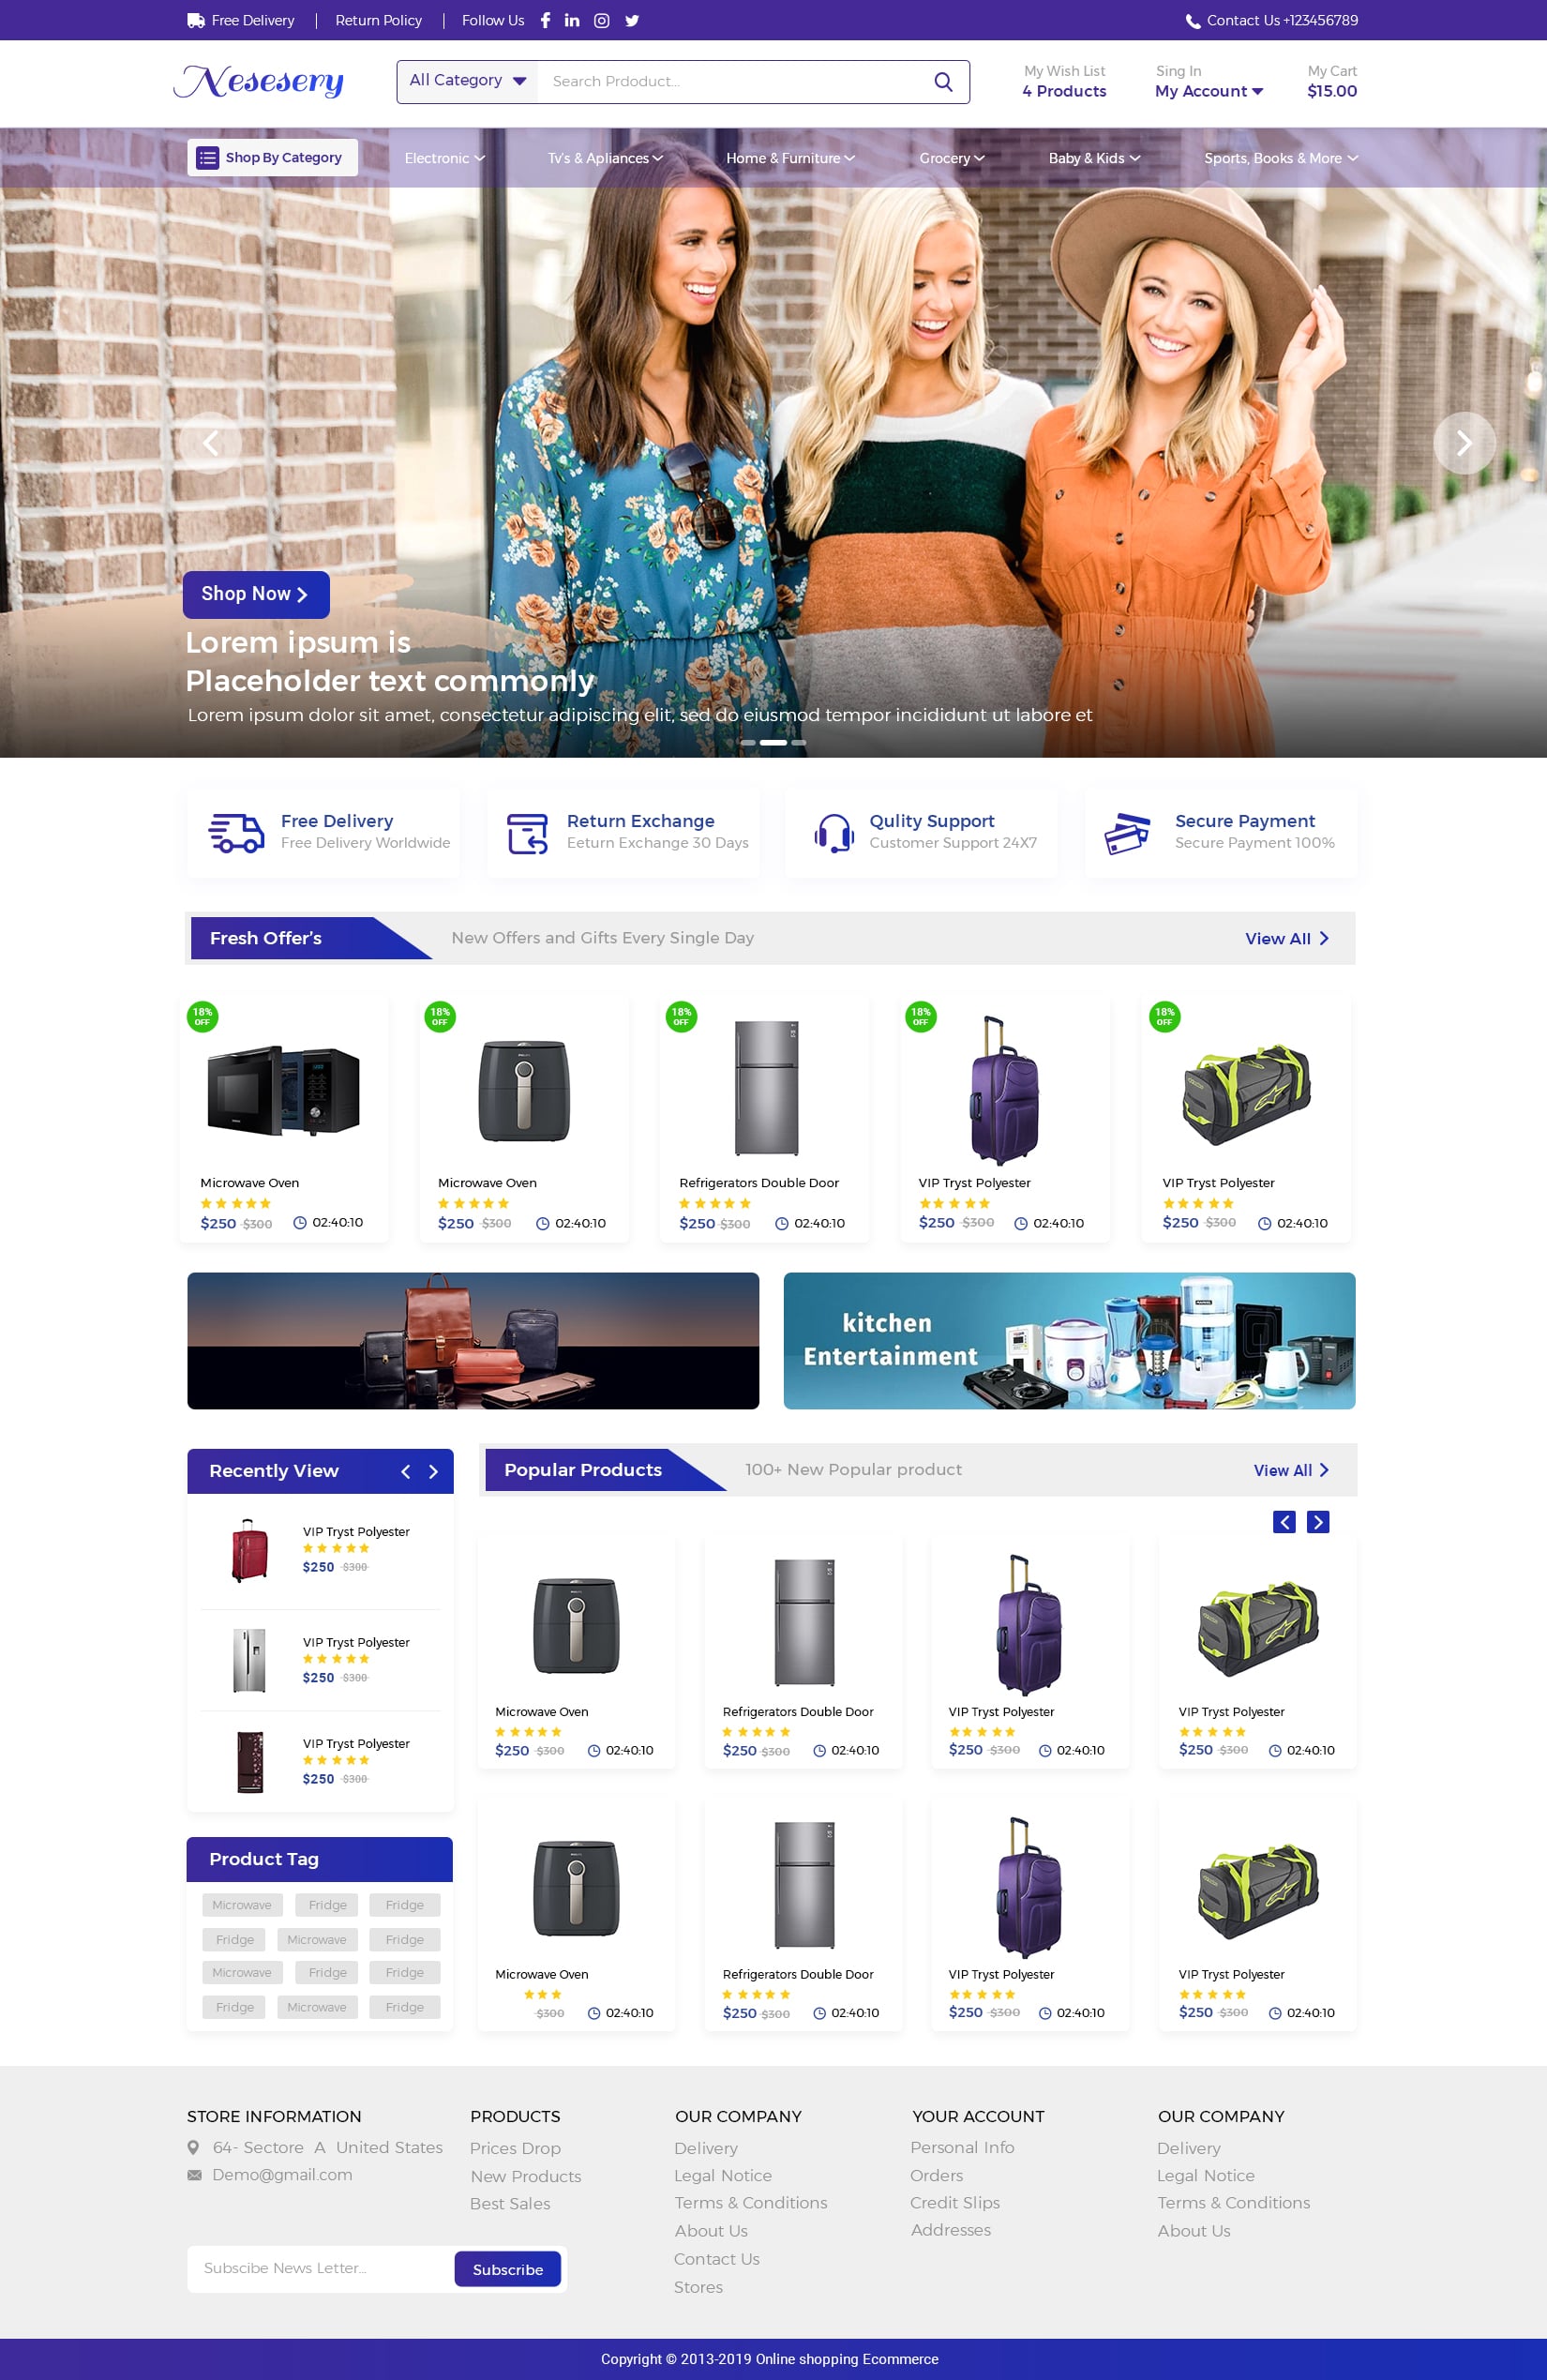 Free Delivery
Return Policy
Follow Us
Contact Us +123456789
Nesesery
All Category
Search Prdoduct...
My Wish List
4 Products
Sing In
My Account
My Cart
$15.00
Shop By Category
Electronic
Tv's & Apliances
Home & Furniture
Grocery
Baby & Kids
Sports, Books & More
Shop Now
Lorem ipsum is
Placeholder text commonly
Lorem ipsum dolor sit amet, consectetur adipiscing elit, sed do eiusmod tempor incididunt ut labore et
Free Delivery
Free Delivery Worldwide
Return Exchange
Eeturn Exchange 30 Days
Qulity Support
Customer Support 24X7
Secure Payment
Secure Payment 100%
Fresh Offer's
New Offers and Gifts Every Single Day
View All
18%
OFF
Microwave Oven
$250 $300
02:40:10
18%
OFF
Microwave Oven
$250 $300
02:40:10
18%
OFF
Refrigerators Double Door
$250 $300
02:40:10
18%
OFF
VIP Tryst Polyester
$250 $300
02:40:10
18%
OFF
VIP Tryst Polyester
$250 $300
02:40:10
kitchen
Entertainment
Recently View
VIP Tryst Polyester
$250 $300
VIP Tryst Polyester
$250 $300
VIP Tryst Polyester
$250 $300
Product Tag
Microwave
Fridge
Fridge
Fridge
Microwave
Fridge
Microwave
Fridge
Fridge
Fridge
Microwave
Fridge
Popular Products
100+ New Popular product
View All
Microwave Oven
$250 $300
02:40:10
Refrigerators Double Door
$250 $300
02:40:10
VIP Tryst Polyester
$250 $300
02:40:10
VIP Tryst Polyester
$250 $300
02:40:10
Microwave Oven
$300
02:40:10
Refrigerators Double Door
$250 $300
02:40:10
VIP Tryst Polyester
$250 $300
02:40:10
VIP Tryst Polyester
$250 $300
02:40:10
STORE INFORMATION
64- Sectore A United States
Demo@gmail.com
Subscibe News Letter...
Subscribe
PRODUCTS
Prices Drop
New Products
Best Sales
OUR COMPANY
Delivery
Legal Notice
Terms & Conditions
About Us
Contact Us
Stores
YOUR ACCOUNT
Personal Info
Orders
Credit Slips
Addresses
OUR COMPANY
Delivery
Legal Notice
Terms & Conditions
About Us
Copyright © 2013-2019 Online shopping Ecommerce